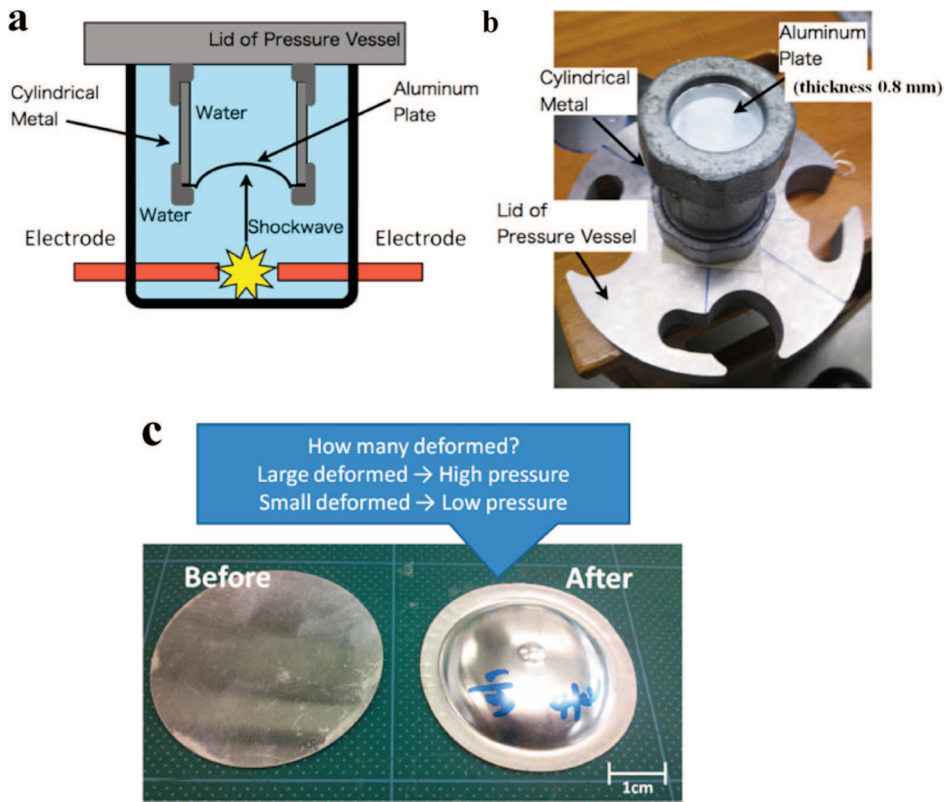 a
Lid of Pressure Vessel
Cylindrical
Metal
Water
Aluminum
Plate
Water
Shockwave
Electrode
Electrode
b
Aluminum
Plate
(thickness 0.8 mm)
Cylindrical
Metal
Lid of
Pressure Vessel
c
How many deformed?
Large deformed → High pressure
Small deformed → Low pressure
Before
After
1cm